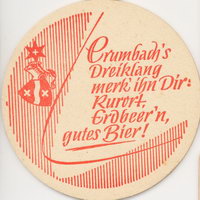 Crumbach's
Dreiklang
merk' ihn Dir:
Kurort,
Erdbeer'n,
gutes Bier!